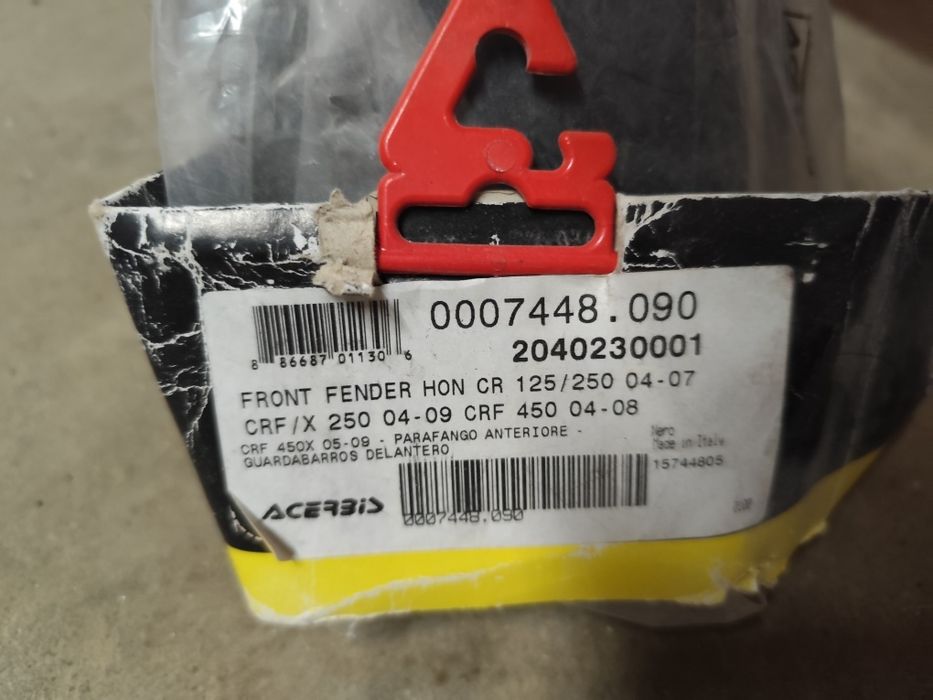 0007448.090
8 86687 01130 6
2040230001
FRONT FENDER HON CR 125/250 04-07
CRF/X 250 04-09 CRF 450 04-08
CRF 450X 05-09 - PARAFANGO ANTERIORE -
GUARDABARROS DELANTERO
Nero
Made in Italy
15744805
ACERBIS
0007448.090